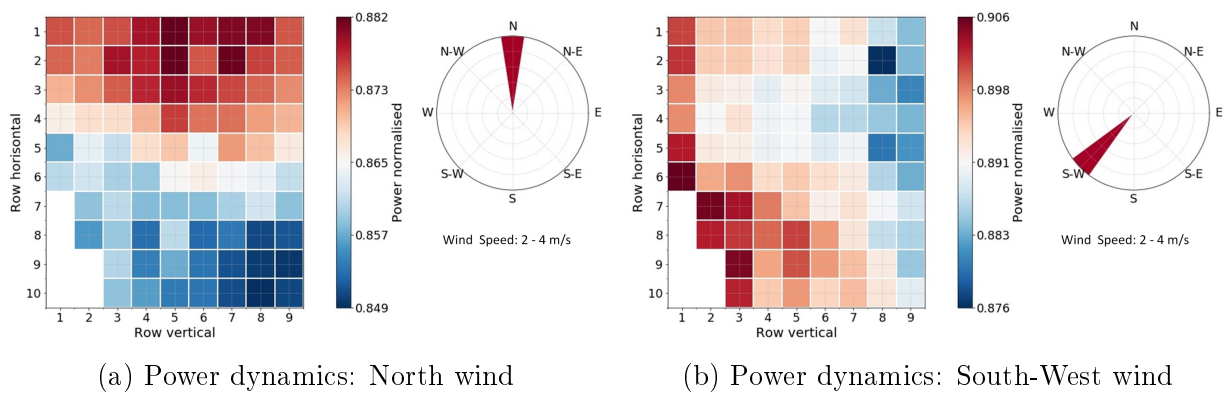 1
2
3
4
5
6
7
8
9
10
Row horisontal
1 2 3 4 5 6 7 8 9
Row vertical
0.882
0.873
0.865
0.857
0.849
Power normalised
N
N-W N-E
W E
S-W S-E
S
Wind Speed: 2 - 4 m/s
(a) Power dynamics: North wind
1
2
3
4
5
6
7
8
9
10
Row horisontal
1 2 3 4 5 6 7 8 9
Row vertical
0.906
0.898
0.891
0.883
0.876
Power normalised
N
N-W N-E
W E
S-W S-E
S
Wind Speed: 2 - 4 m/s
(b) Power dynamics: South-West wind